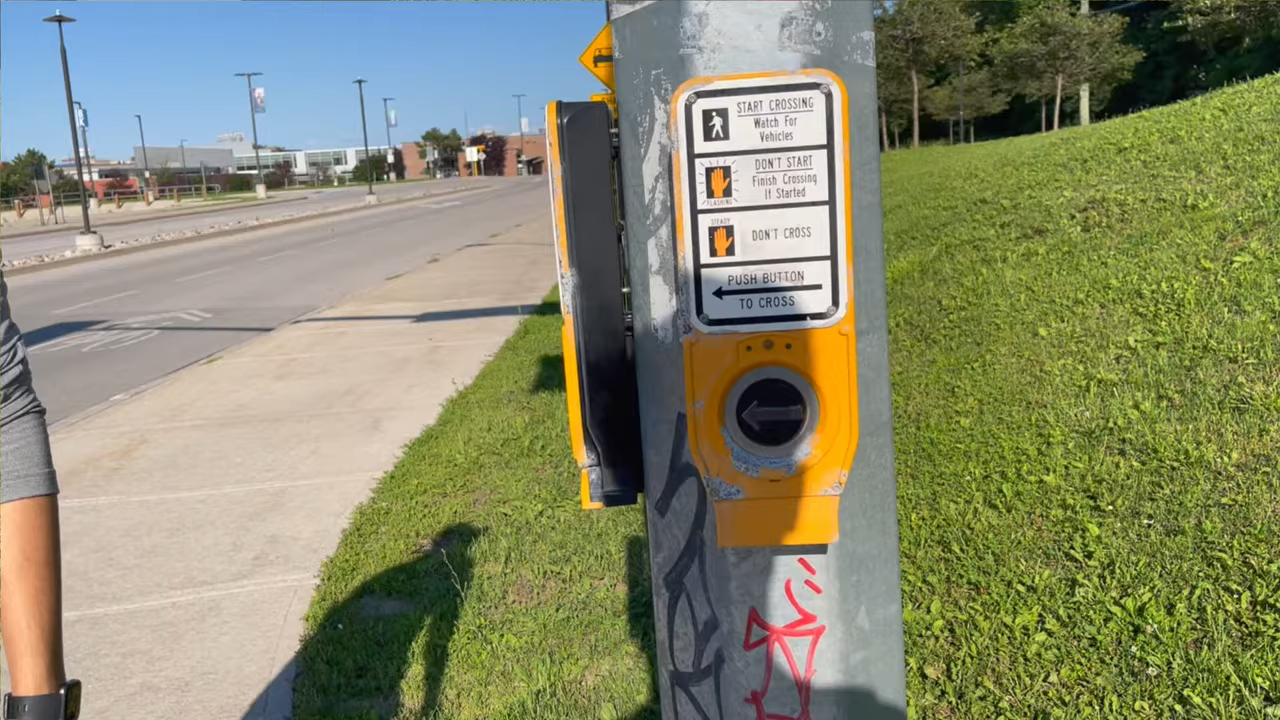 START CROSSING
Watch For
Vehicles
DON'T START
Finish Crossing
If Started
FLASHING
STEADY
DON'T CROSS
PUSH BUTTON
TO CROSS